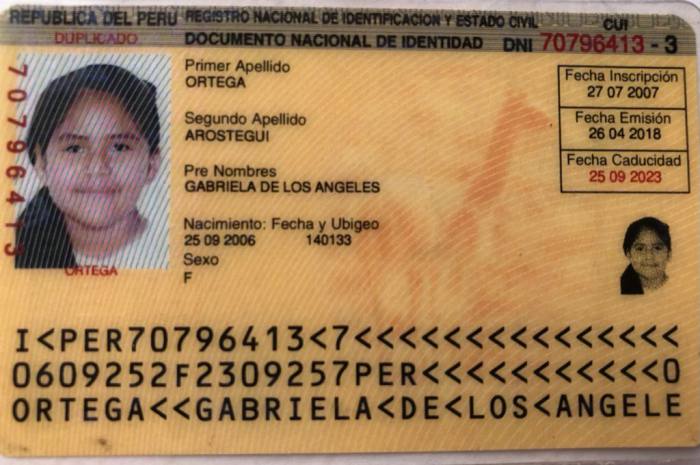 REPUBLICA DEL PERU REGISTRO NACIONAL DE IDENTIFICACION Y ESTADO CIVIL CUI
DUPLICADO DOCUMENTO NACIONAL DE IDENTIDAD DNI 70796413 - 3
70796413
Primer Apellido
ORTEGA
Segundo Apellido
AROSTEGUI
Pre Nombres
GABRIELA DE LOS ANGELES
Nacimiento: Fecha y Ubigeo
25 09 2006 140133
Sexo
F
ORTEGA
Fecha Inscripción
27 07 2007
Fecha Emisión
26 04 2018
Fecha Caducidad
25 09 2023
I<PER70796413<7<<<<<<<<<<<<<<<
0609252F2309257PER<<<<<<<<<<<0
ORTEGA<<GABRIELA<DE<LOS<ANGELE